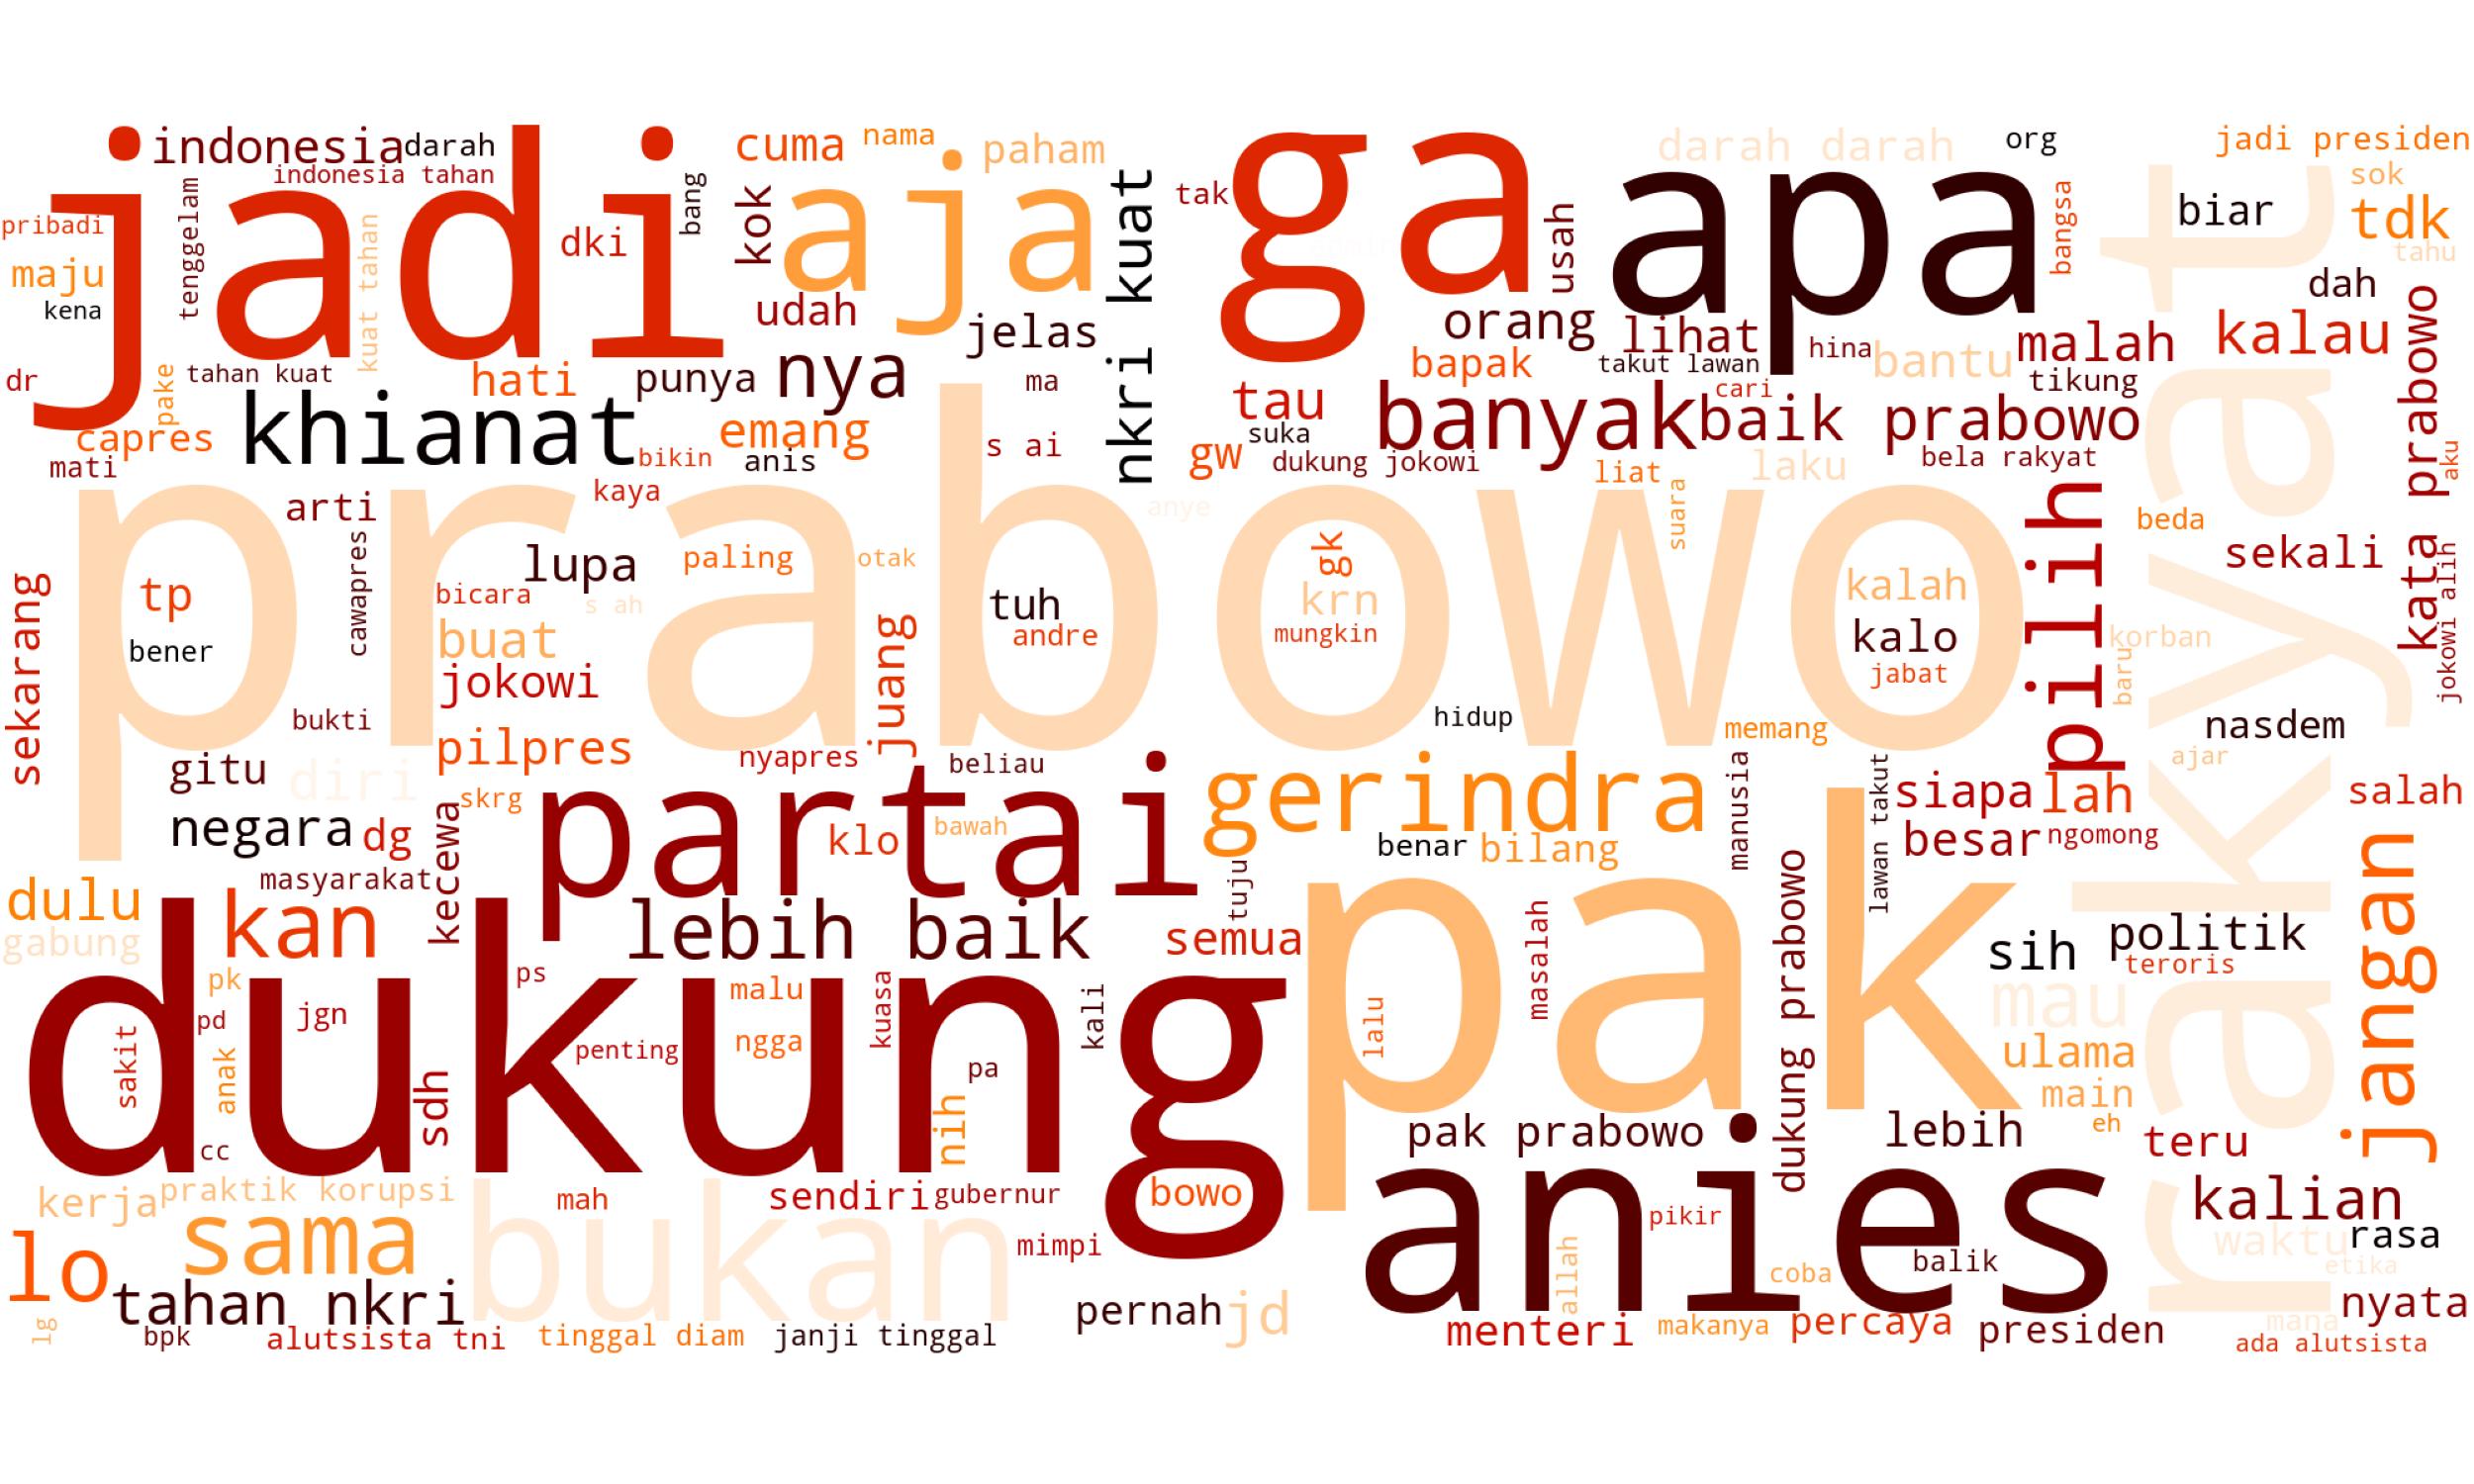 jadi
indonesia
darah
indonesia tahan
cuma
nama
paham
aja
ga
apa
darah darah
org
jadi presiden
sok
biar
tdk
tahu
pribadi
maju
kena
tenggelam
kuat tahan
dki
bang
kok
udah
jelas
nkri kuat
tak
usah
bangsa
rakyat
dah
orang
lihat
hina
bantu
malah
kalau
takut lawan
bapak
tikung
dr
pake
tahan kuat
hati
punya
nya
ma
tau
cari
banyak
baik
prabowo
kata prabowo
aku
capres
khianat
bikin
emang
anis
s ai
gw
suka
dukung jokowi
liat
laku
bela rakyat
mati
prabowo
arti
kaya
anye
suara
pilih
beda
sekali
jokowi alih
sekarang
tp
bener
cawapres
lupa
bicara
paling
otak
s ah
buat
jokowi
juang
tuh
andre
gk
krn
mungkin
kalah
kalo
jabat
korban
baru
bukti
pilpres
nyapres
beliau
hidup
memang
nasdem
ajar
gitu
diri
skrg
negara
dg
kecewa
partai
klo
bawah
gerindra
benar
bilang
manusia
lawan takut
siapa
lah
besar
ngomong
salah
masyarakat
dulu
gabung
kan
lebih baik
tuju
semua
pak
masalah
dukung prabowo
sih
politik
teroris
jangan
dukung
pk
pd
jgn
ps
malu
kuasa
kali
lalu
mau
ulama
main
eh
sakit
anak
sdh
penting
ngga
pa
nih
cc
pak prabowo
lebih
teru
kerja
praktik korupsi
mah
sendiri
gubernur
bowo
anies
pikir
kalian
sama
bukan
mimpi
balik
waktu
rasa
etika
lo
tahan nkri
pernah
jd
allah
coba
nyata
mana
lg
bpk
alutsista tni
tinggal diam
janji tinggal
menteri
makanya
percaya
presiden
ada alutsista